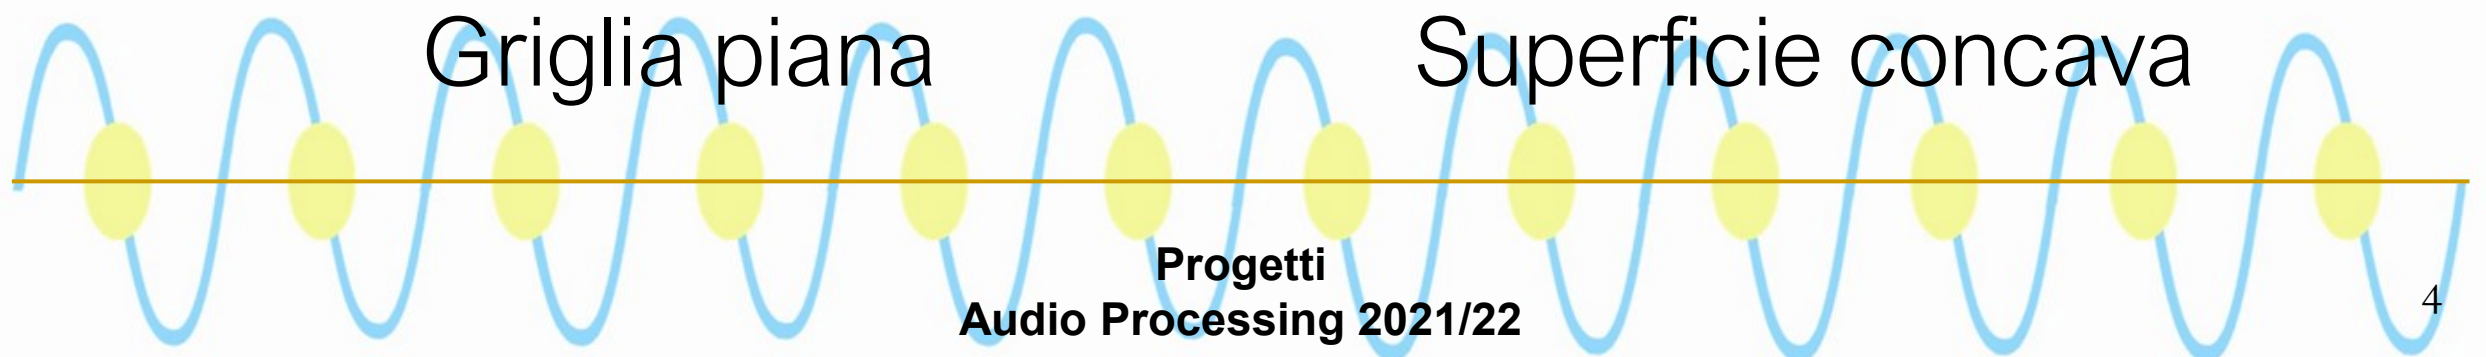 Griglia piana
Superficie concava
Progetti
Audio Processing 2021/22
4